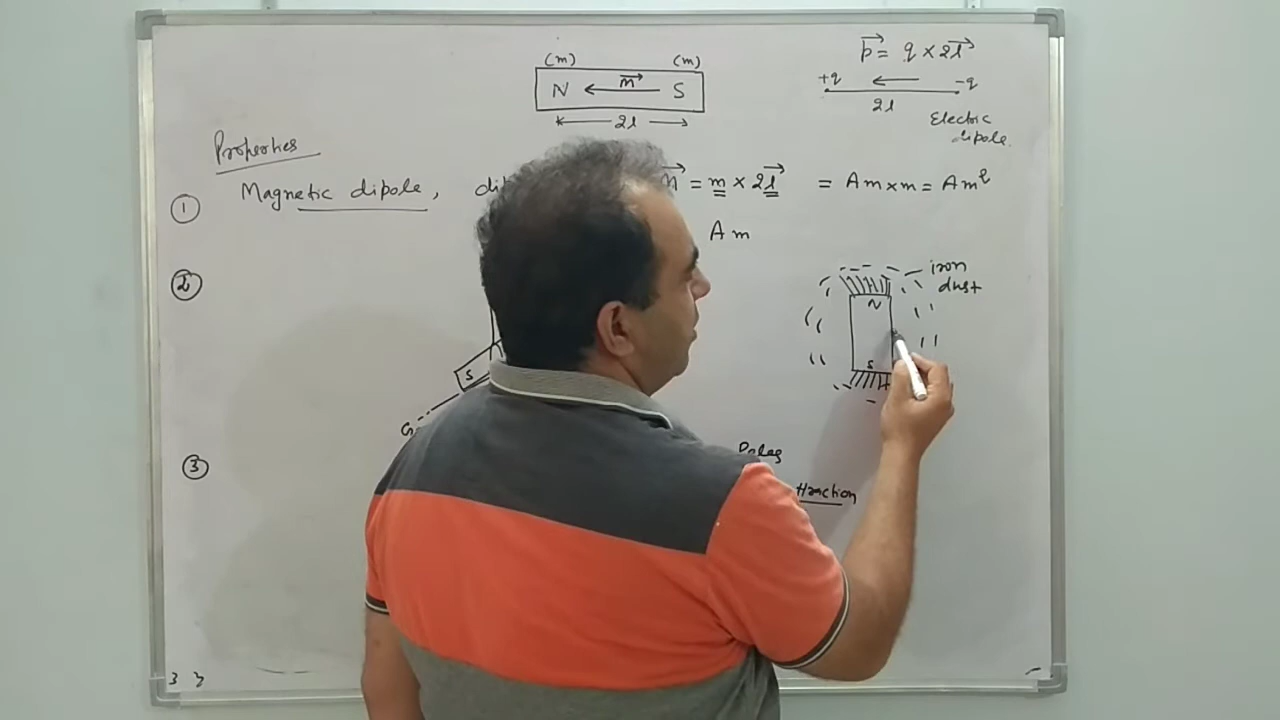 p⃗ = q × 2l⃗
(m) (m)
N m⃗ S
+q -q
2l
2l
Electric
dipole.
Properties
① Magnetic dipole, = m × 2l⃗ = Am×m = Am²
Am
②
iron
dust
N
S
S
③
Poles